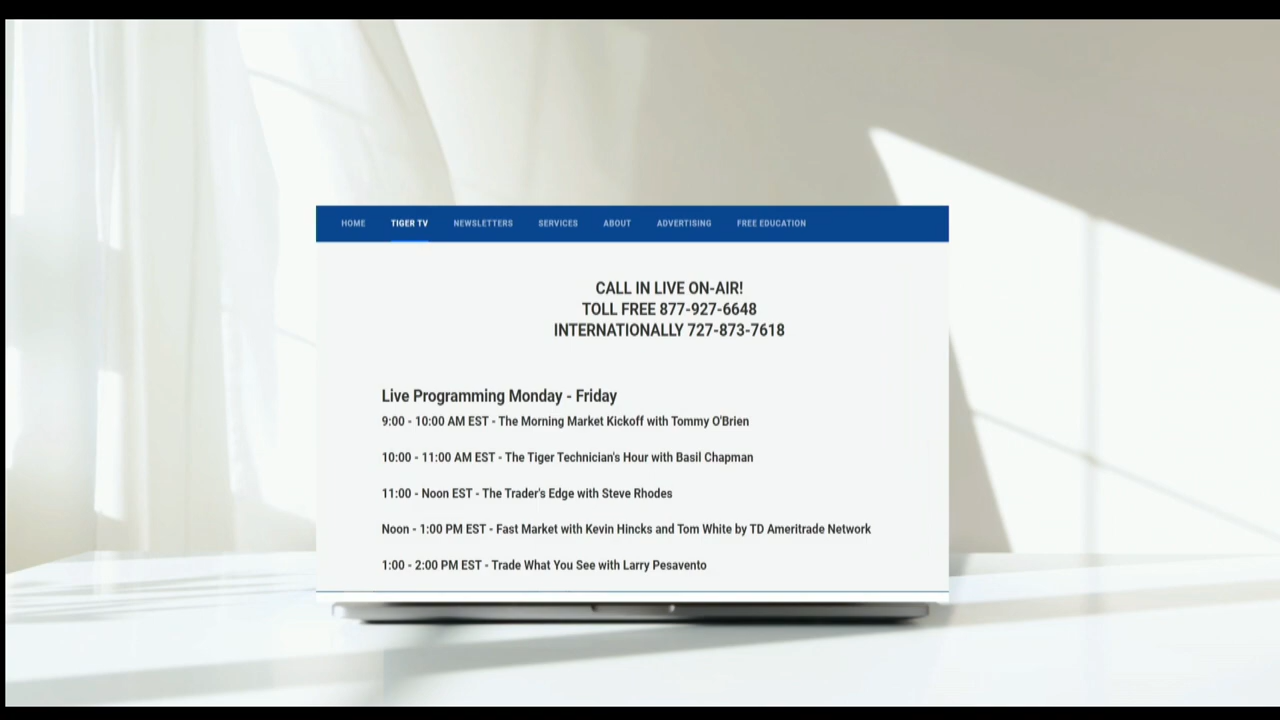 HOME TIGER TV NEWSLETTERS SERVICES ABOUT ADVERTISING FREE EDUCATION
CALL IN LIVE ON-AIR!
TOLL FREE 877-927-6648
INTERNATIONALLY 727-873-7618
Live Programming Monday - Friday
9:00 - 10:00 AM EST - The Morning Market Kickoff with Tommy O'Brien
10:00 - 11:00 AM EST - The Tiger Technician's Hour with Basil Chapman
11:00 - Noon EST - The Trader's Edge with Steve Rhodes
Noon - 1:00 PM EST - Fast Market with Kevin Hincks and Tom White by TD Ameritrade Network
1:00 - 2:00 PM EST - Trade What You See with Larry Pesavento